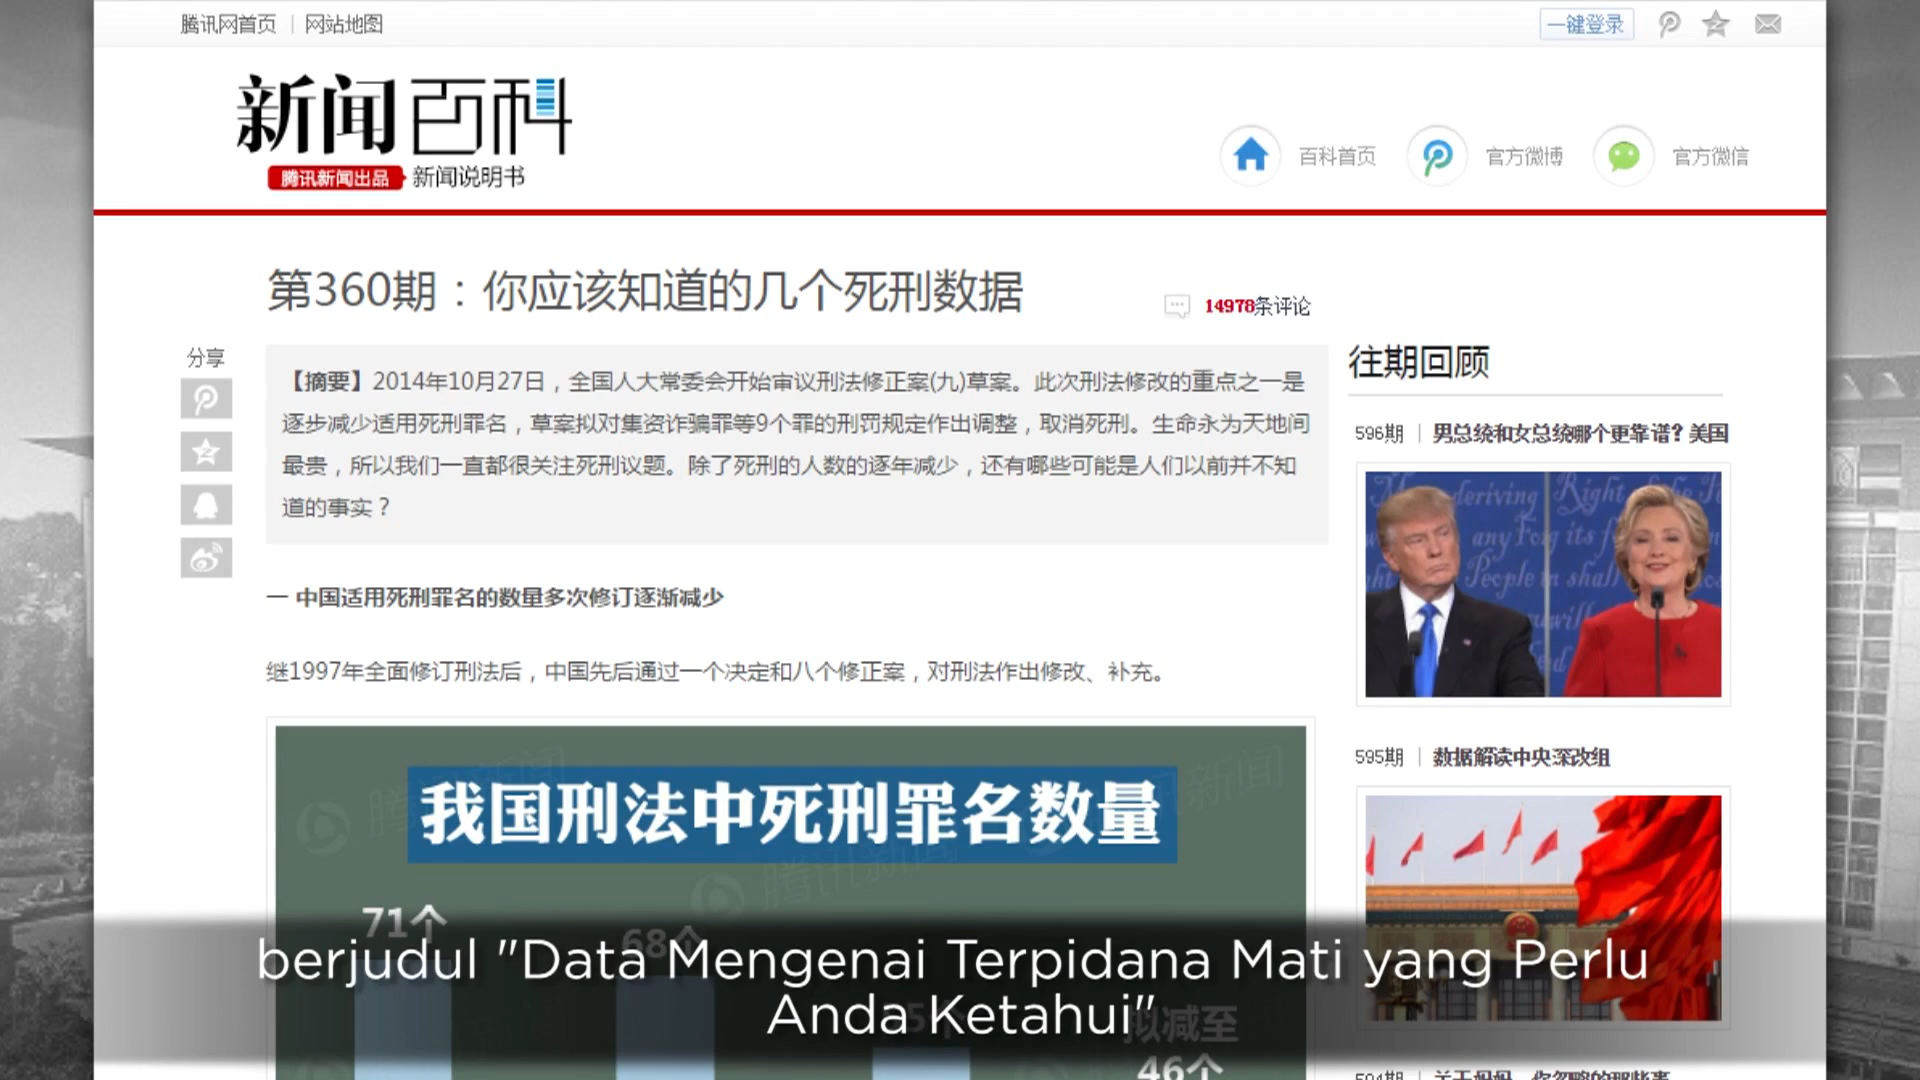 腾讯网首页 | 网站地图
一键登录
新闻百科
腾讯新闻出品 新闻说明书
百科首页 官方微博 官方微信
第360期：你应该知道的几个死刑数据
14978条评论
分享
【摘要】2014年10月27日，全国人大常委会开始审议刑法修正案(九)草案。此次刑法修改的重点之一是
逐步减少适用死刑罪名，草案拟对集资诈骗罪等9个罪的刑罚规定作出调整，取消死刑。生命永为天地间
最贵，所以我们一直都很关注死刑议题。除了死刑的人数的逐年减少，还有哪些可能是人们以前并不知
道的事实？
一 中国适用死刑罪名的数量多次修订逐渐减少
继1997年全面修订刑法后，中国先后通过一个决定和八个修正案，对刑法作出修改、补充。
我国刑法中死刑罪名数量
71个
68个
拟减至
46个
往期回顾
596期 | 男总统和女总统哪个更靠谱？美国
595期 | 数据解读中央深改组
berjudul "Data Mengenai Terpidana Mati yang Perlu
Anda Ketahui"